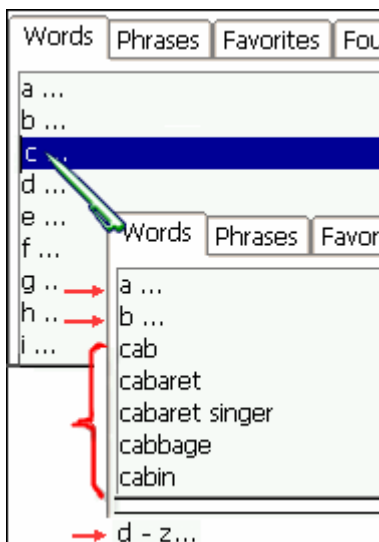 Words Phrases Favorites Fou
a ...
b ...
c ...
d ...
e ...
f ...
g ..
h ..
i ...
Words Phrases Favor
a ...
b ...
cab
cabaret
cabaret singer
cabbage
cabin
d - z...